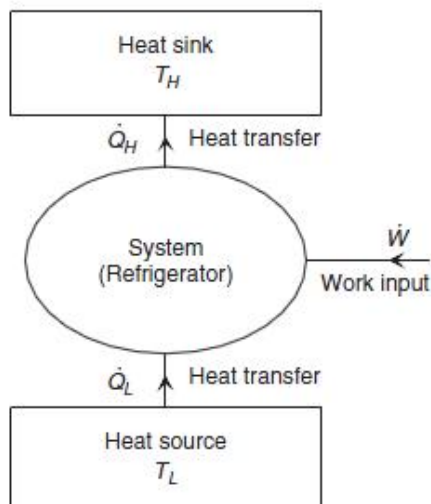 Heat sink
T_H
Q̇_H Heat transfer
System
(Refrigerator)
Ẇ
Work input
Q̇_L Heat transfer
Heat source
T_L